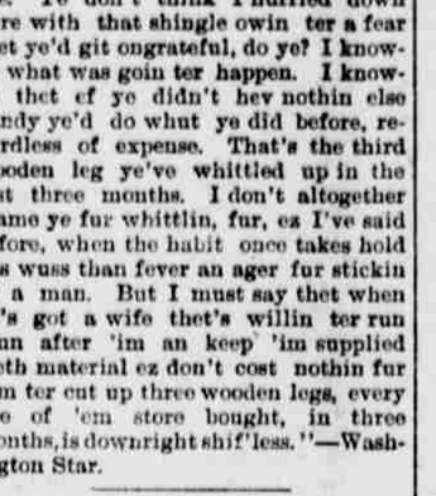 re with that shingle owin ter a fear
et ye'd git ongrateful, do ye? I know-
what was goin ter happen. I know-
thet ef ye didn't hev nothin else
ndy ye'd do whut ye did before, re-
rdless of expense. That's the third
ooden leg ye've whittled up in the
st three months. I don't altogether
ame ye fur whittlin, fur, ez I've said
fore, when the habit once takes hold
s wuss than fever an ager fur stickin
a man. But I must say thet when
's got a wife thet's willin ter run
un after 'im an keep 'im supplied
eth material ez don't cost nothin fur
m ter cut up three wooden legs, every
e of 'em store bought, in three
onths, is downright shif'less."—Wash-
gton Star.